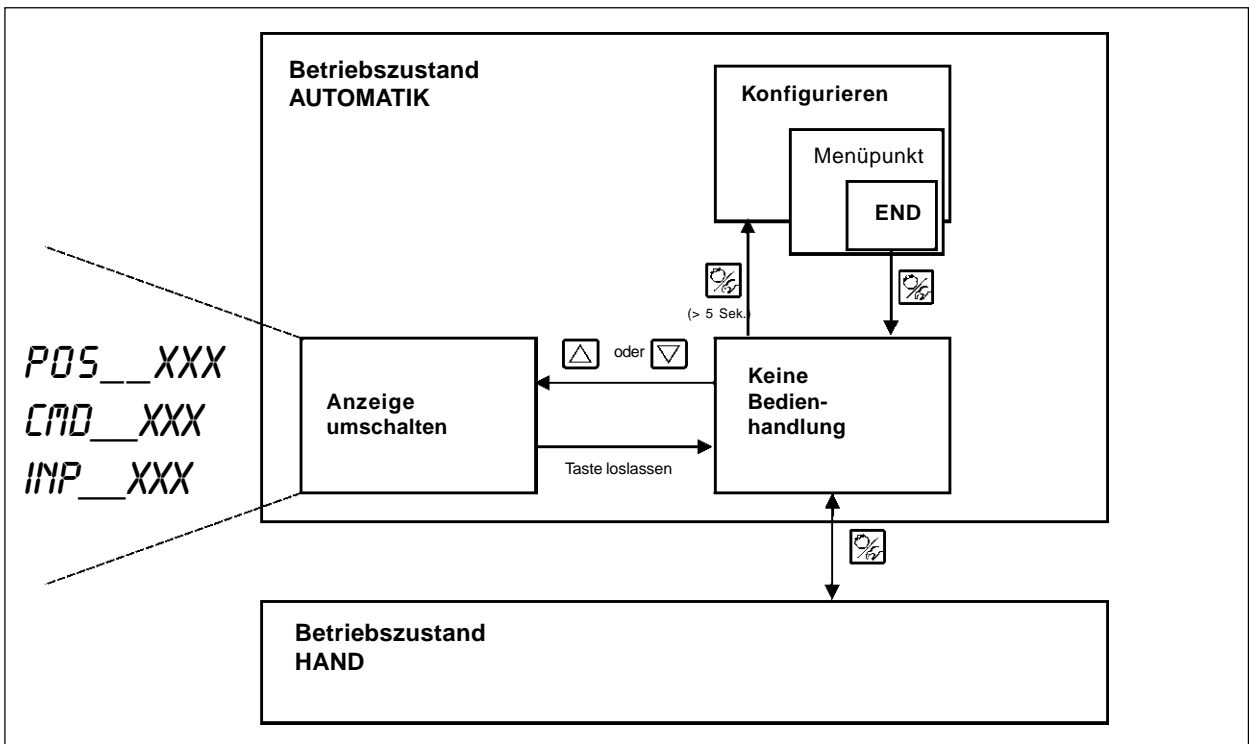 Betriebszustand
AUTOMATIK
Konfigurieren
Menüpunkt
END
(> 5 Sek.)
POS__XXX
CMD__XXX
INP__XXX
Anzeige
umschalten
oder
Taste loslassen
Keine
Bedien-
handlung
Betriebszustand
HAND